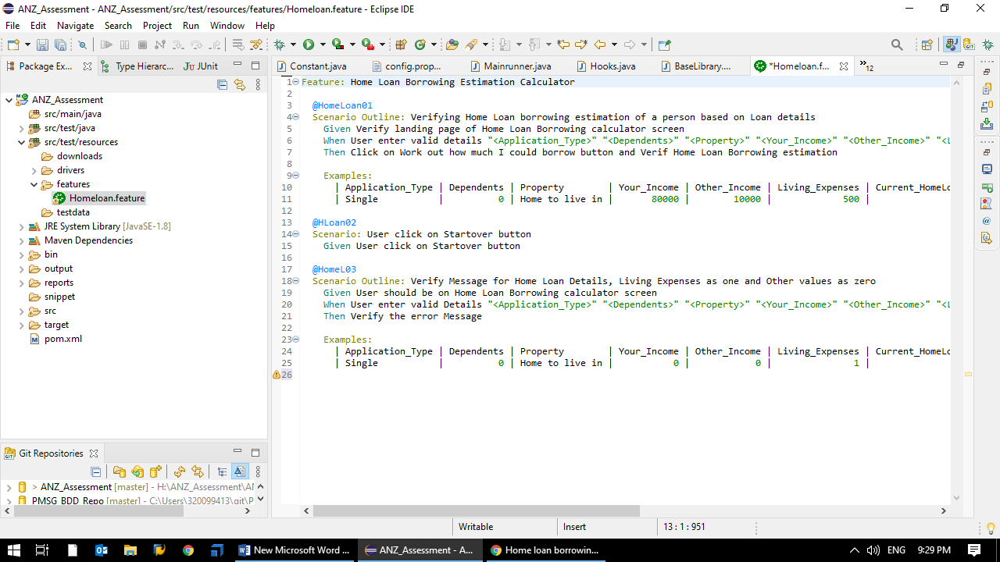 ANZ_Assessment - ANZ_Assessment/src/test/resources/features/Homeloan.feature - Eclipse IDE
File Edit Navigate Search Project Run Window Help
Package Ex... Type Hierarc... JUnit
Constant.java config.prop... Mainrunner.java Hooks.java BaseLibrary.... *Homeloan.f... »12
ANZ_Assessment
src/main/java
src/test/java
src/test/resources
downloads
drivers
features
Homeloan.feature
testdata
JRE System Library [JavaSE-1.8]
Maven Dependencies
bin
output
reports
snippet
src
target
pom.xml
1 Feature: Home Loan Borrowing Estimation Calculator
2
3 @HomeLoan01
4 Scenario Outline: Verifying Home Loan borrowing estimation of a person based on Loan details
5 Given Verify landing page of Home Loan Borrowing calculator screen
6 When User enter valid details "<Application_Type>" "<Dependents>" "<Property>" "<Your_Income>" "<Other_Income>" "<L
7 Then Click on Work out how much I could borrow button and Verif Home Loan Borrowing estimation
8
9 Examples:
10 | Application_Type | Dependents | Property | Your_Income | Other_Income | Living_Expenses | Current_HomeLo
11 | Single | 0 | Home to live in | 80000 | 10000 | 500 |
12
13 @HLoan02
14 Scenario: User click on Startover button
15 Given User click on Startover button
16
17 @HomeL03
18 Scenario Outline: Verify Message for Home Loan Details, Living Expenses as one and Other values as zero
19 Given User should be on Home Loan Borrowing calculator screen
20 When User enter valid Details "<Application_Type>" "<Dependents>" "<Property>" "<Your_Income>" "<Other_Income>" "<L
21 Then Verify the error Message
22
23 Examples:
24 | Application_Type | Dependents | Property | Your_Income | Other_Income | Living_Expenses | Current_HomeLo
25 | Single | 0 | Home to live in | 0 | 0 | 1 |
26
Git Repositories
> ANZ_Assessment [master] - H:\ANZ_Assessment\A
PMSG_BDD_Repo [master] - C:\Users\320099413\git\P
Writable Insert 13 : 1 : 951
New Microsoft Word ... ANZ_Assessment - A... Home loan borrowin... ENG 9:29 PM